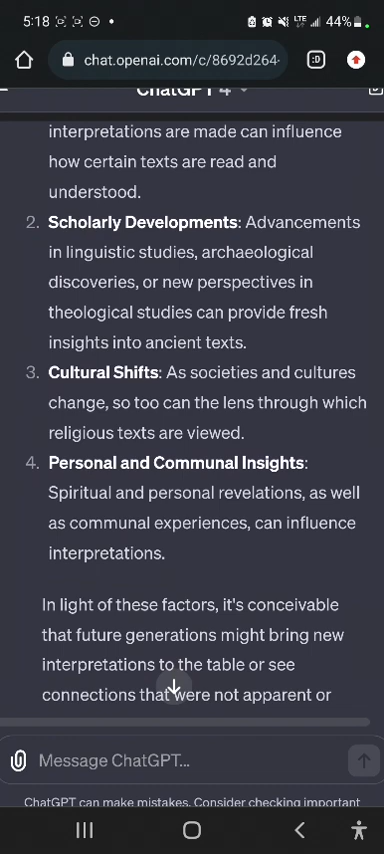 5:18 LTE 44%
chat.openai.com/c/8692d264- :D
ChatGPT 4
interpretations are made can influence
how certain texts are read and
understood.
2. Scholarly Developments: Advancements
in linguistic studies, archaeological
discoveries, or new perspectives in
theological studies can provide fresh
insights into ancient texts.
3. Cultural Shifts: As societies and cultures
change, so too can the lens through which
religious texts are viewed.
4. Personal and Communal Insights:
Spiritual and personal revelations, as well
as communal experiences, can influence
interpretations.
In light of these factors, it's conceivable
that future generations might bring new
interpretations to the table or see
connections that were not apparent or
Message ChatGPT...
ChatGPT can make mistakes. Consider checking important